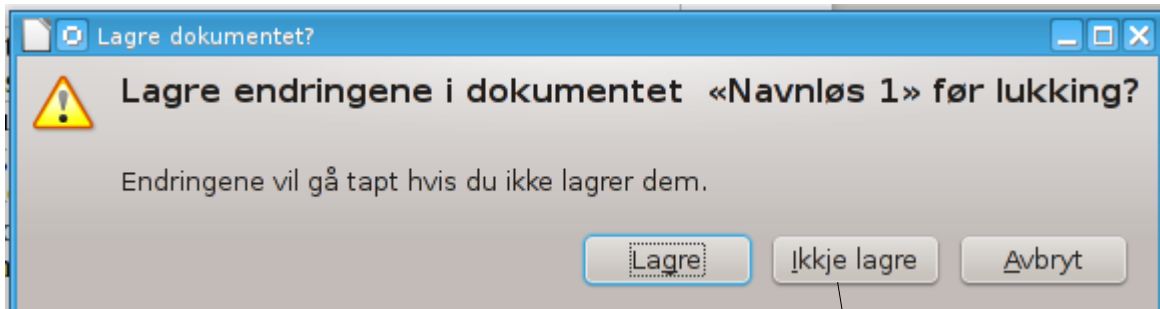 Lagre dokumentet?
Lagre endringene i dokumentet «Navnløs 1» før lukking?
Endringene vil gå tapt hvis du ikke lagrer dem.
Lagre Ikkje lagre Avbryt